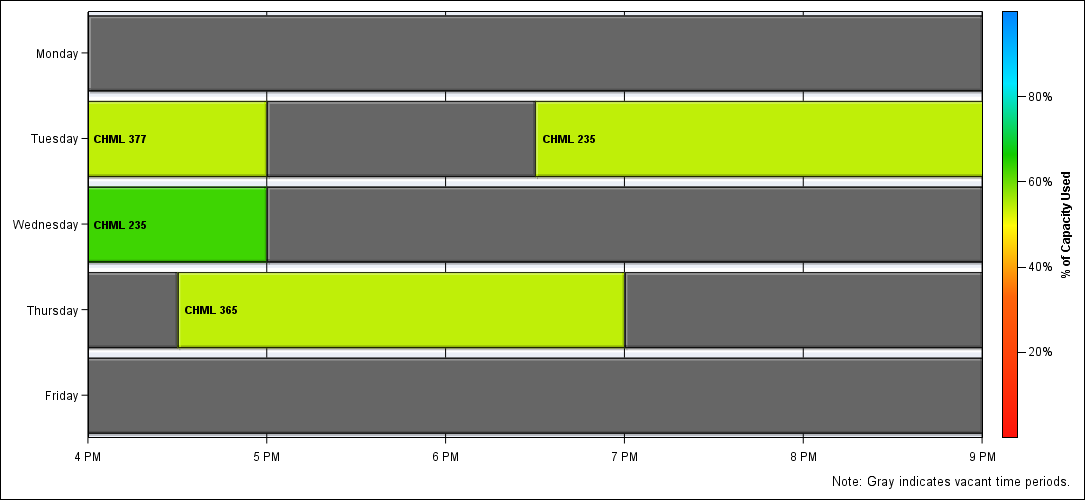 Monday
Tuesday
CHML 377
CHML 235
Wednesday
CHML 235
Thursday
CHML 365
Friday
4 PM
5 PM
6 PM
7 PM
8 PM
9 PM
80%
60%
40%
20%
% of Capacity Used
Note: Gray indicates vacant time periods.